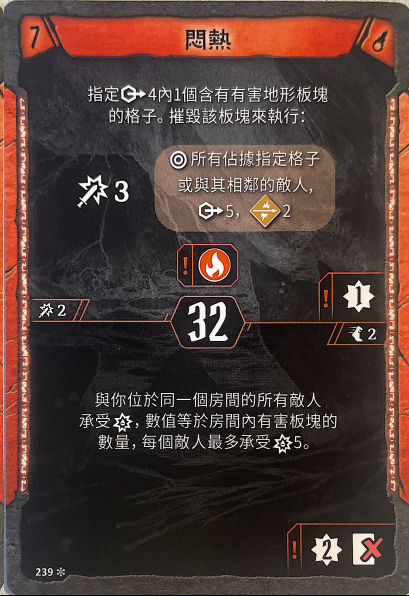 7
悶熱
指定4內1個含有有害地形板塊
的格子。摧毀該板塊來執行：
3
所有佔據指定格子
或與其相鄰的敵人，
5，2
!
! 1
2
32
2
與你位於同一個房間的所有敵人
承受，數值等於房間內有害板塊的
數量，每個敵人最多承受5。
! 2
239